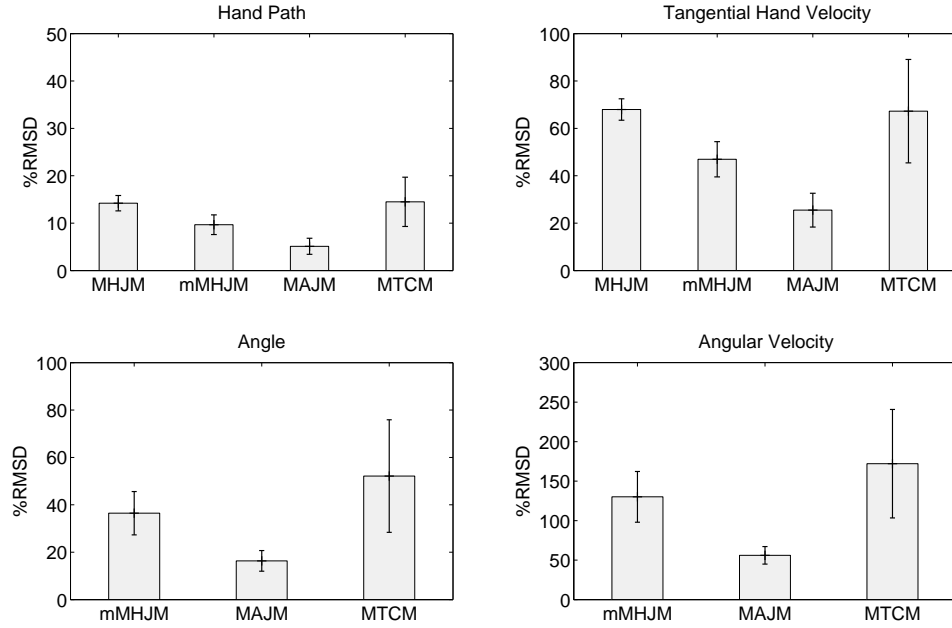 Hand Path
50
40
30
20
10
0
%RMSD
MHJM mMHJM MAJM MTCM
Tangential Hand Velocity
100
80
60
40
20
0
%RMSD
MHJM mMHJM MAJM MTCM
Angle
100
80
60
40
20
0
%RMSD
mMHJM MAJM MTCM
Angular Velocity
300
250
200
150
100
50
0
%RMSD
mMHJM MAJM MTCM